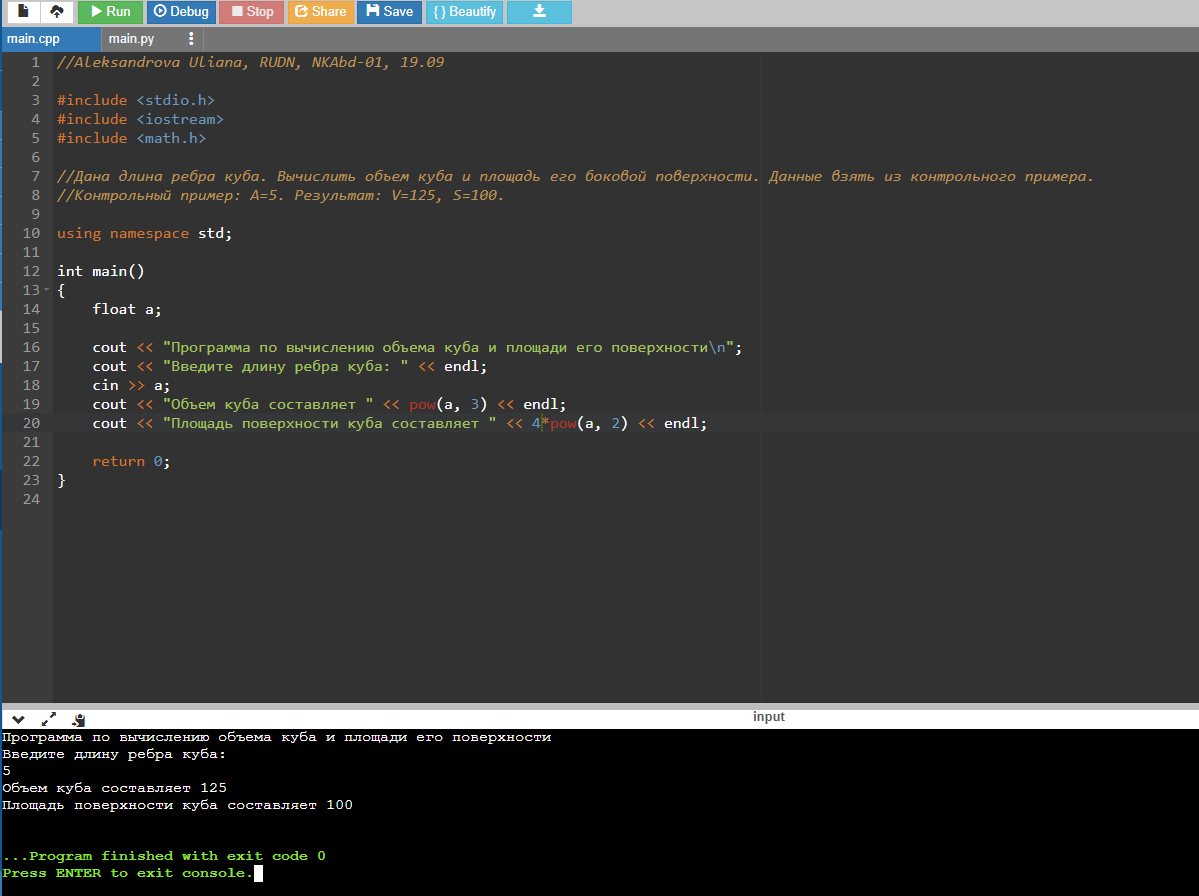 Run Debug Stop Share Save { } Beautify
main.cpp main.py
1 //Aleksandrova Uliana, RUDN, NKAbd-01, 19.09
2
3 #include <stdio.h>
4 #include <iostream>
5 #include <math.h>
6
7 //Дана длина ребра куба. Вычислить объем куба и площадь его боковой поверхности. Данные взять из контрольного примера.
8 //Контрольный пример: A=5. Результат: V=125, S=100.
9
10 using namespace std;
11
12 int main()
13 {
14 float a;
15
16 cout << "Программа по вычислению объема куба и площади его поверхности\n";
17 cout << "Введите длину ребра куба: " << endl;
18 cin >> a;
19 cout << "Объем куба составляет " << pow(a, 3) << endl;
20 cout << "Площадь поверхности куба составляет " << 4*pow(a, 2) << endl;
21
22 return 0;
23 }
24
input
Программа по вычислению объема куба и площади его поверхности
Введите длину ребра куба:
5
Объем куба составляет 125
Площадь поверхности куба составляет 100
...Program finished with exit code 0
Press ENTER to exit console.